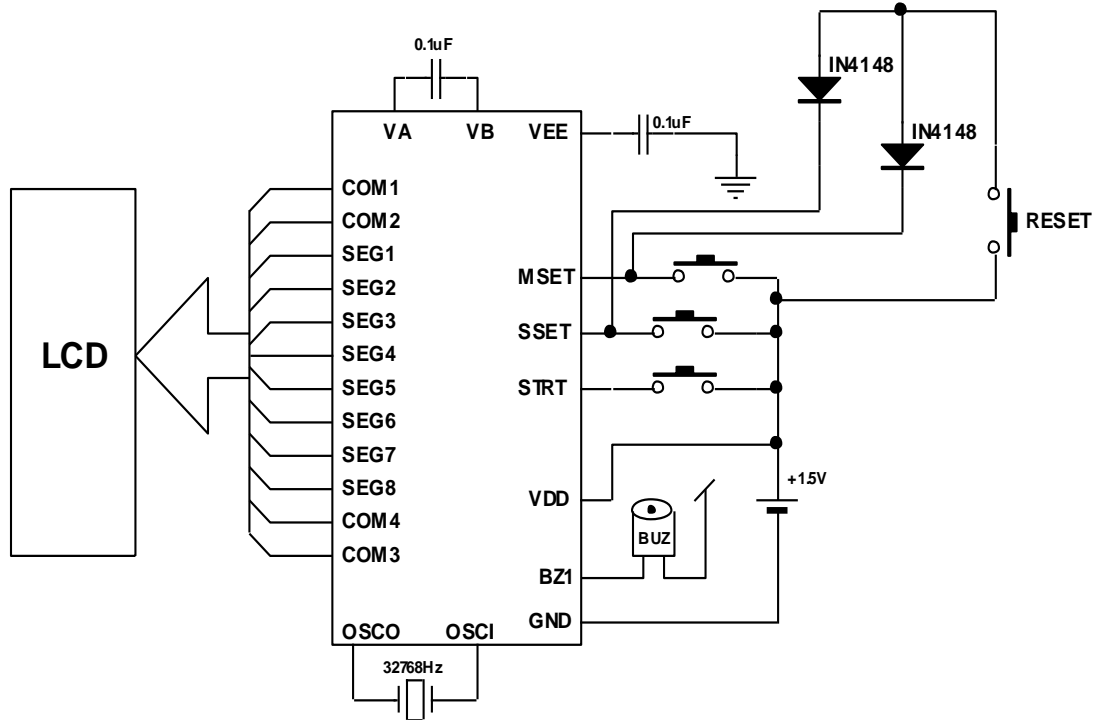 0.1uF
IN4148
VA
VB
VEE
0.1uF
IN4148
COM1
COM2
SEG1
SEG2
SEG3
SEG4
SEG5
SEG6
SEG7
SEG8
COM4
COM3
LCD
RESET
MSET
SSET
STRT
VDD
+1.5V
BUZ
BZ1
GND
OSCO
OSCI
32768Hz